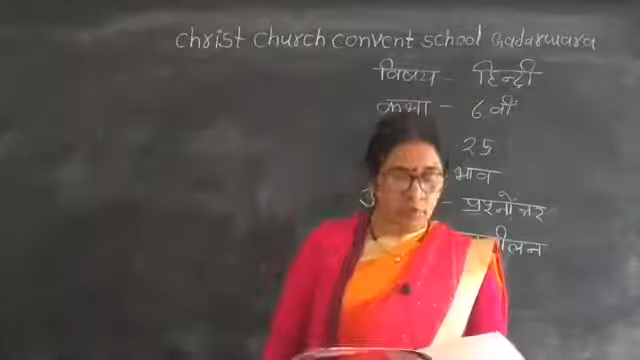 christ church convent school Gadarwara
विषय - हिन्दी
कक्षा - 6 वीं
25
भाव
- प्रश्नोत्तर